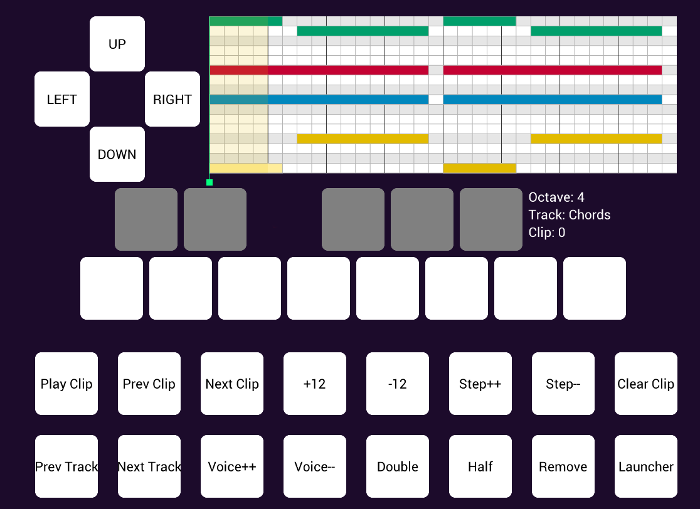 UP
LEFT
RIGHT
DOWN
Octave: 4
Track: Chords
Clip: 0
Play Clip
Prev Clip
Next Clip
+12
-12
Step++
Step--
Clear Clip
Prev Track
Next Track
Voice++
Voice--
Double
Half
Remove
Launcher